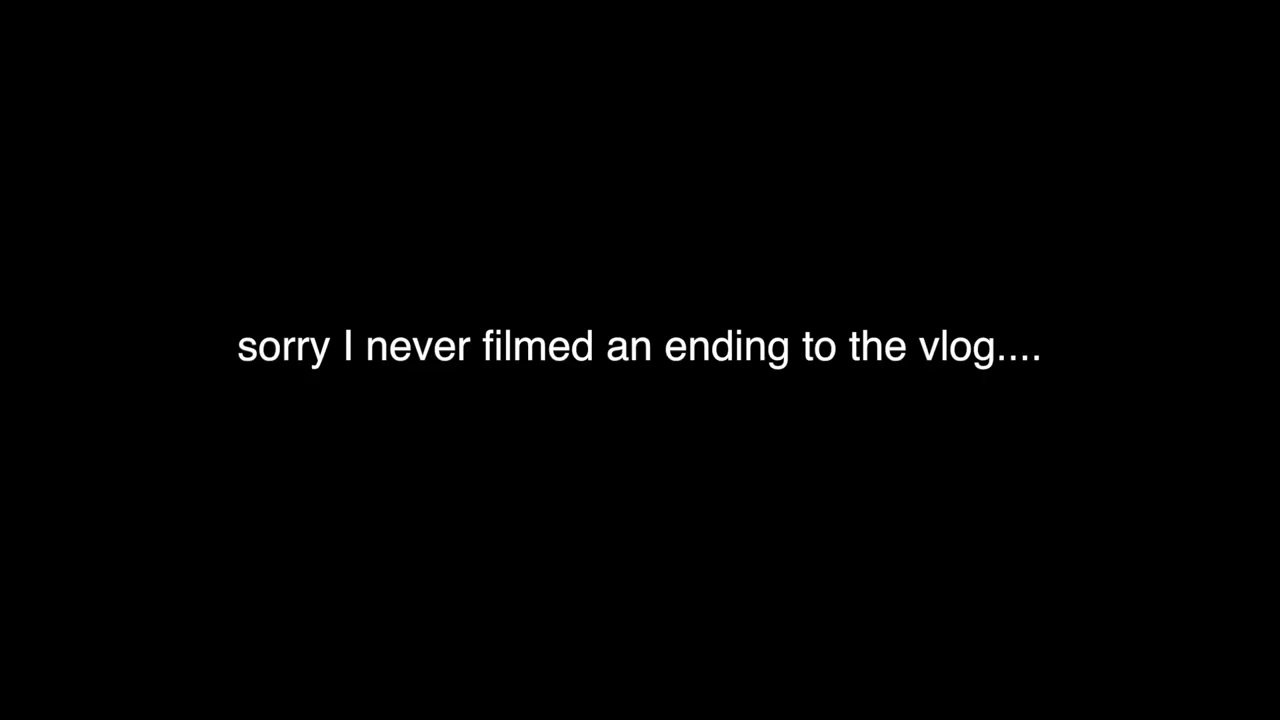 sorry I never filmed an ending to the vlog....